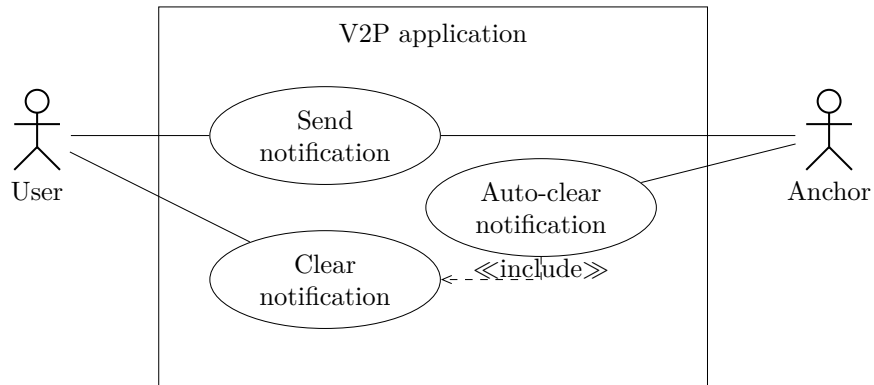 V2P application
Send
notification
User
Auto-clear
notification
Anchor
Clear
notification
≪include≫